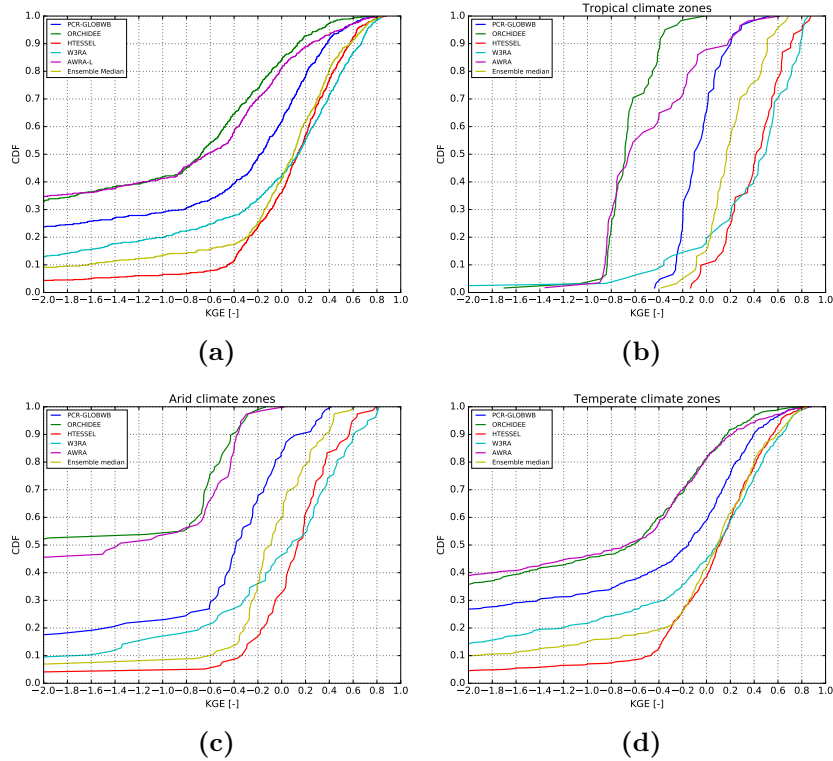 1.0
0.9
0.8
0.7
0.6
0.5
0.4
0.3
0.2
0.1
0.0
CDF
PCR-GLOBWB
ORCHIDEE
HTESSEL
W3RA
AWRA-L
Ensemble Median
−2.0−1.8−1.6−1.4−1.2−1.0−0.8−0.6−0.4−0.2 0.0 0.2 0.4 0.6 0.8 1.0
KGE [-]
(a)
Tropical climate zones
1.0
0.9
0.8
0.7
0.6
0.5
0.4
0.3
0.2
0.1
0.0
CDF
PCR-GLOBWB
ORCHIDEE
HTESSEL
W3RA
AWRA
Ensemble Median
−2.0−1.8−1.6−1.4−1.2−1.0−0.8−0.6−0.4−0.2 0.0 0.2 0.4 0.6 0.8 1.0
KGE [-]
(b)
Arid climate zones
1.0
0.9
0.8
0.7
0.6
0.5
0.4
0.3
0.2
0.1
0.0
CDF
PCR-GLOBWB
ORCHIDEE
HTESSEL
W3RA
AWRA
Ensemble median
−2.0−1.8−1.6−1.4−1.2−1.0−0.8−0.6−0.4−0.2 0.0 0.2 0.4 0.6 0.8 1.0
KGE [-]
(c)
Temperate climate zones
1.0
0.9
0.8
0.7
0.6
0.5
0.4
0.3
0.2
0.1
0.0
CDF
PCR-GLOBWB
ORCHIDEE
HTESSEL
W3RA
AWRA
Ensemble median
−2.0−1.8−1.6−1.4−1.2−1.0−0.8−0.6−0.4−0.2 0.0 0.2 0.4 0.6 0.8 1.0
KGE [-]
(d)